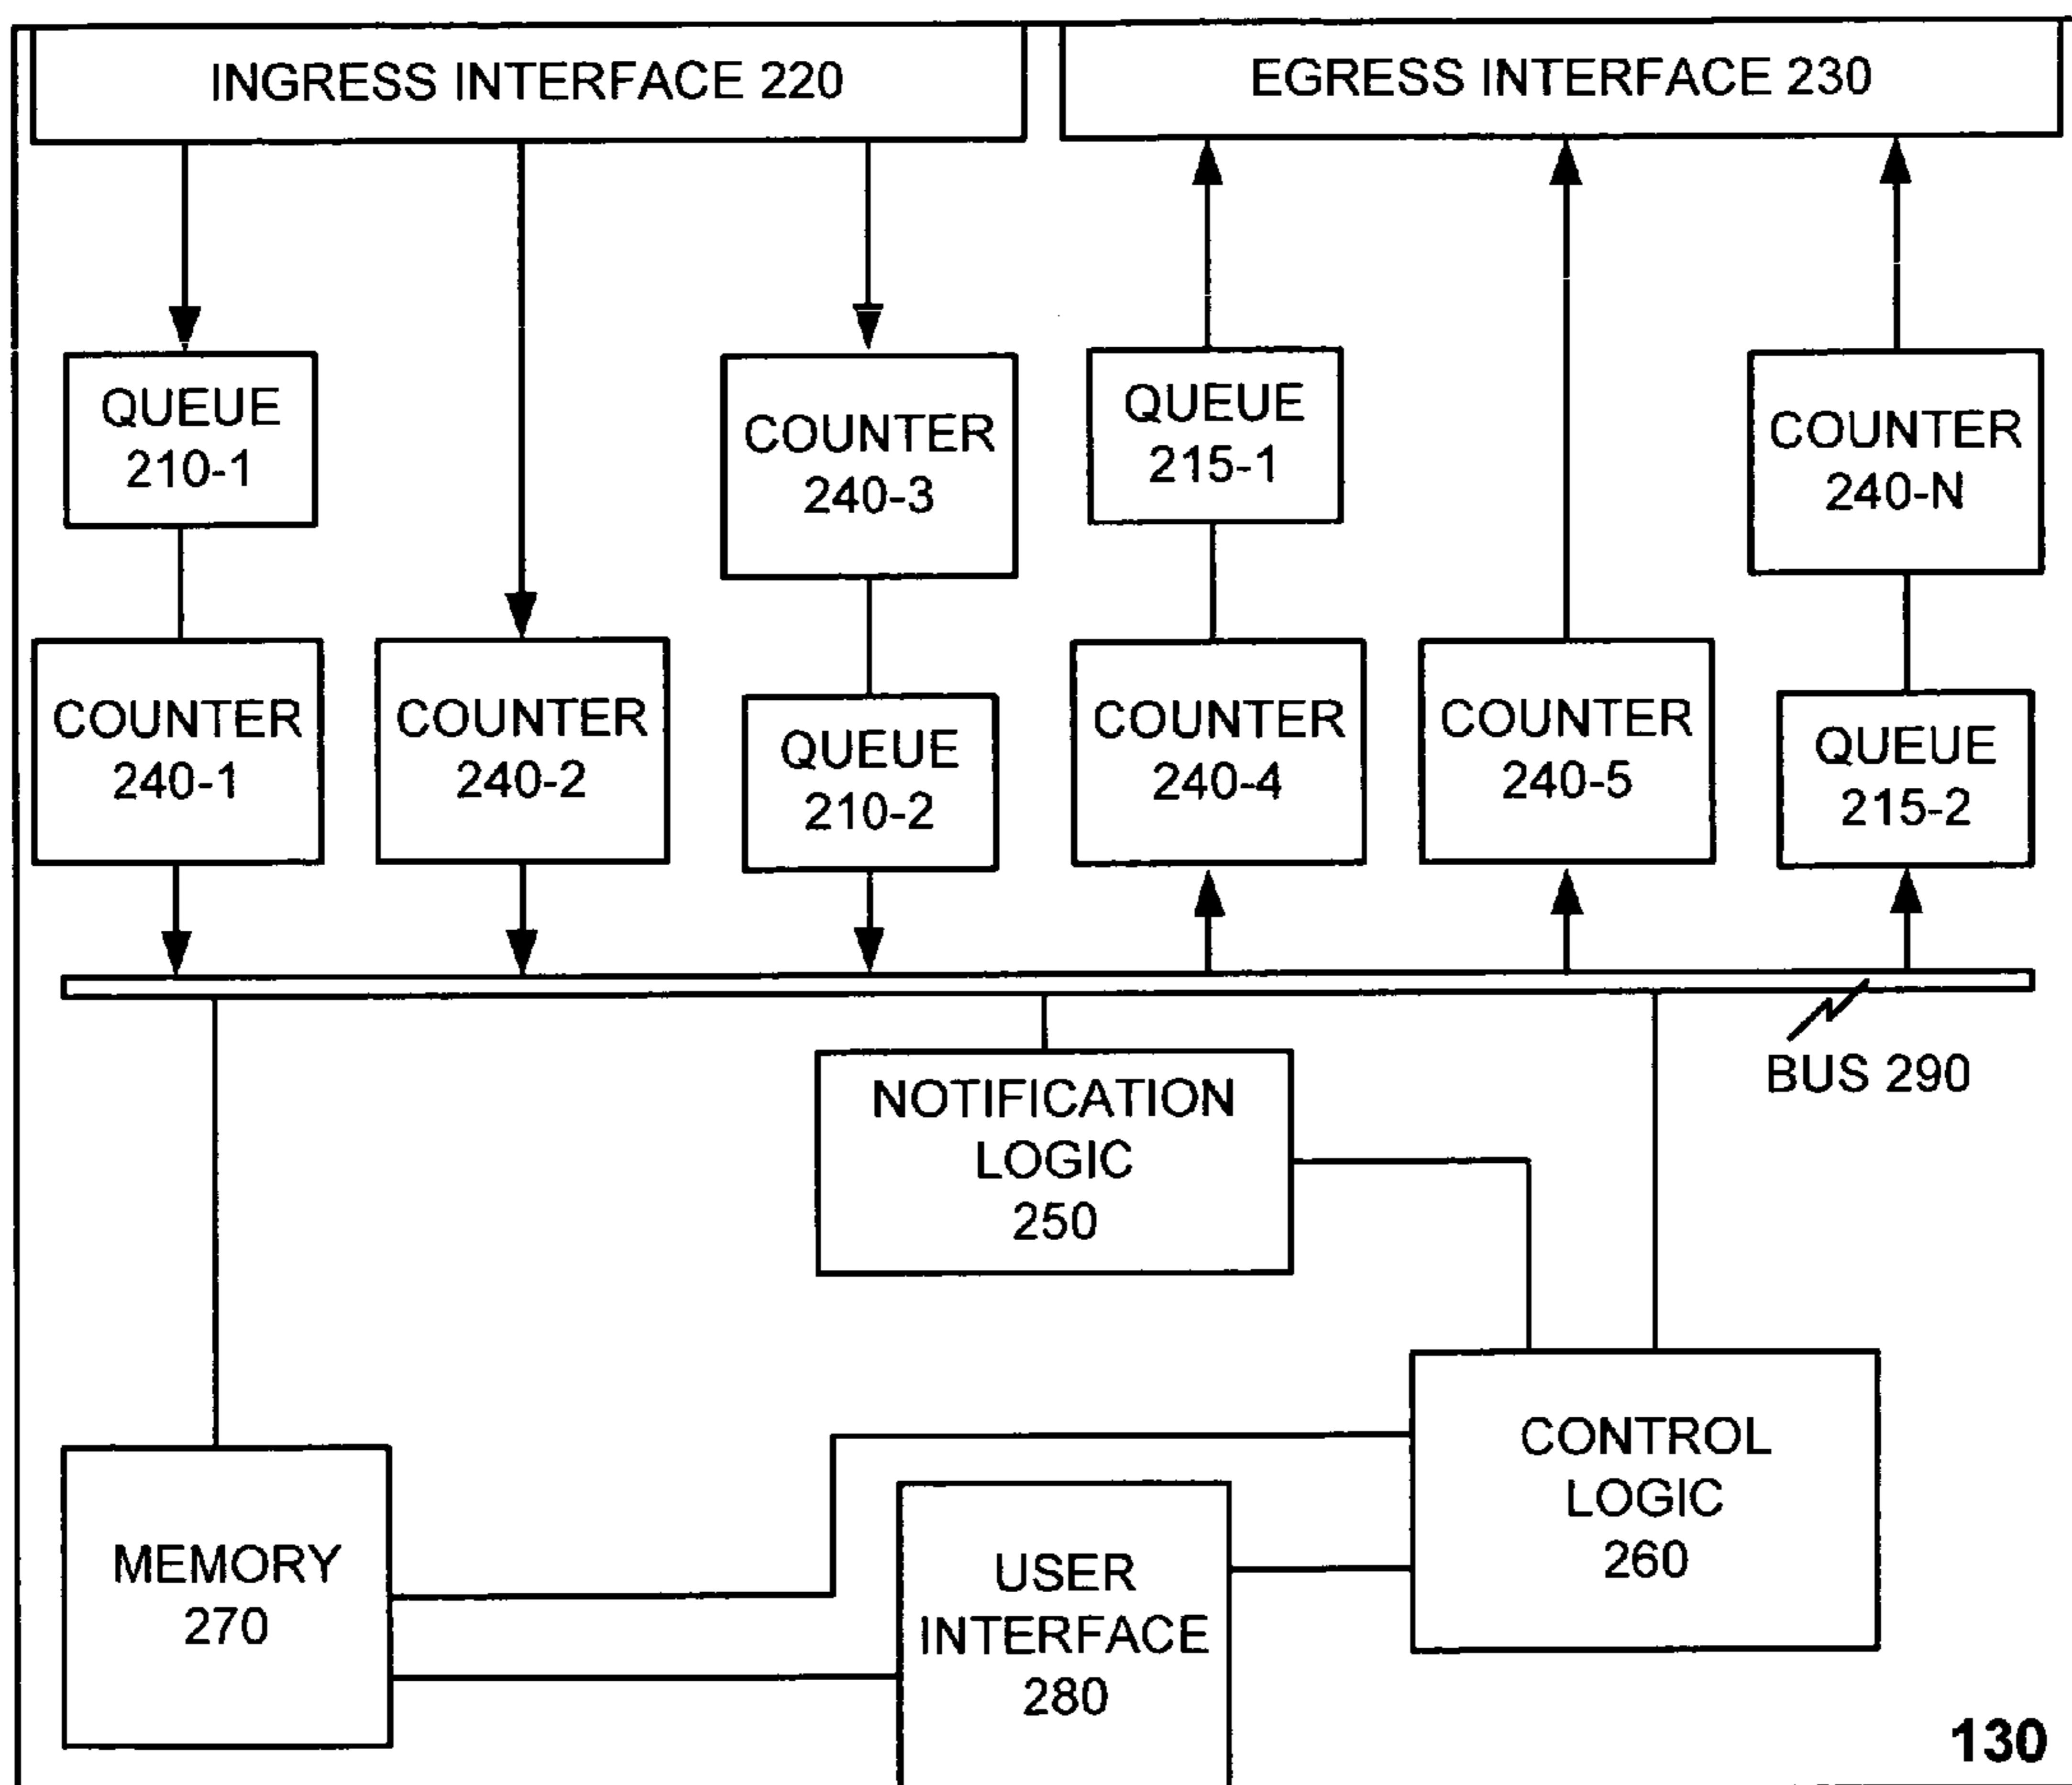 INGRESS INTERFACE 220
EGRESS INTERFACE 230
QUEUE
210-1
COUNTER
240-3
QUEUE
215-1
COUNTER
240-N
COUNTER
240-1
COUNTER
240-2
QUEUE
210-2
COUNTER
240-4
COUNTER
240-5
QUEUE
215-2
BUS 290
NOTIFICATION
LOGIC
250
CONTROL
LOGIC
260
MEMORY
270
USER
INTERFACE
280
130